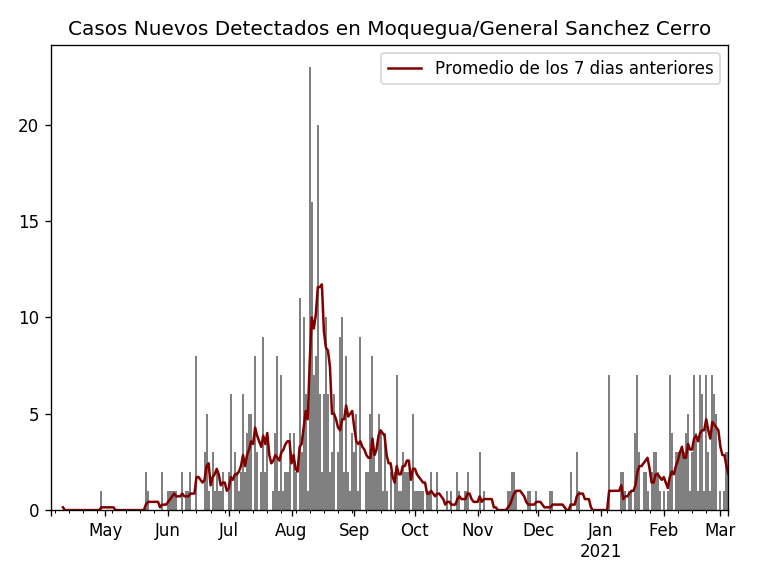 Casos Nuevos Detectados en Moquegua/General Sanchez Cerro
Promedio de los 7 dias anteriores
20
15
10
5
0
May Jun Jul Aug Sep Oct Nov Dec Jan Feb Mar
2021